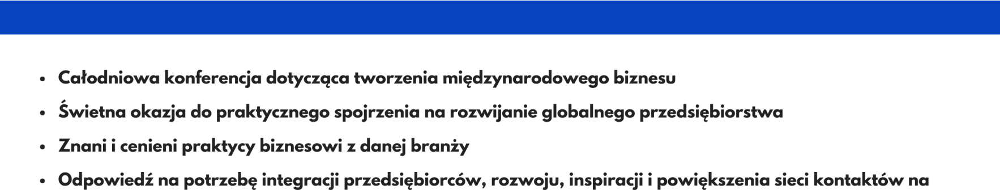 • Całodniowa konferencja dotycząca tworzenia międzynarodowego biznesu
• Świetna okazja do praktycznego spojrzenia na rozwijanie globalnego przedsiębiorstwa
• Znani i cenieni praktycy biznesowi z danej branży
• Odpowiedź na potrzebę integracji przedsiębiorców, rozwoju, inspiracji i powiększenia sieci kontaktów na